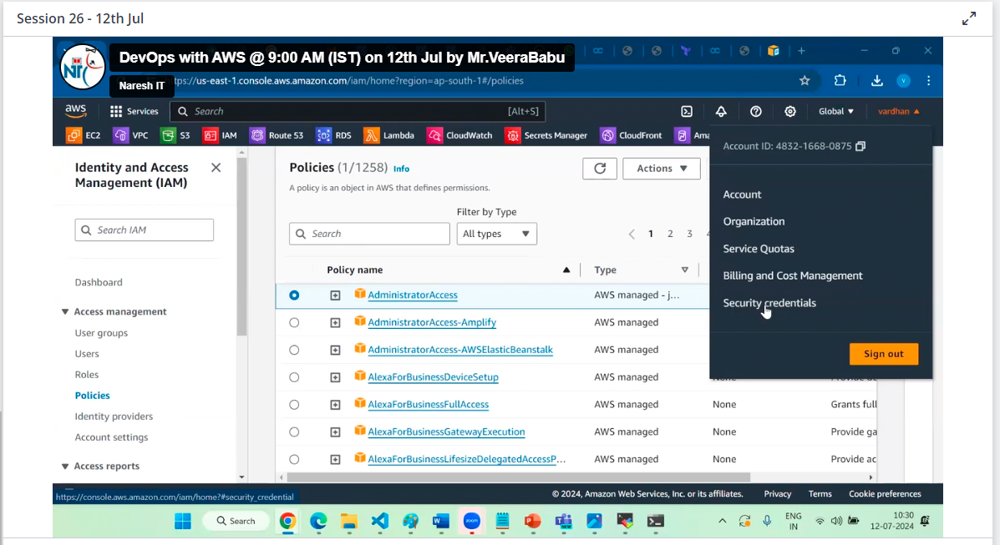 Session 26 - 12th Jul
DevOps with AWS @ 9:00 AM (IST) on 12th Jul by Mr.VeeraBabu
NIT
Naresh IT
tps://us-east-1.console.aws.amazon.com/iam/home?region=ap-south-1#/policies
aws
Services
Search
[Alt+S]
Global
vardhan
EC2
VPC
S3
IAM
Route 53
RDS
Lambda
CloudWatch
Secrets Manager
CloudFront
Ama
Account ID: 4832-1668-0875
Account
Organization
Service Quotas
Billing and Cost Management
Security credentials
Sign out
Identity and Access
Management (IAM)
Search IAM
Dashboard
Access management
User groups
Users
Roles
Policies
Identity providers
Account settings
Access reports
Policies (1/1258) Info
Actions
A policy is an object in AWS that defines permissions.
Filter by Type
Search
All types
1 2 3 4
Policy name
Type
AdministratorAccess AWS managed - j...
AdministratorAccess-Amplify AWS managed
AdministratorAccess-AWSElasticBeanstalk AWS managed
AlexaForBusinessDeviceSetup AWS managed None
AlexaForBusinessFullAccess AWS managed None Grants full
AlexaForBusinessGatewayExecution AWS managed None Provide ga
AlexaForBusinessLifesizeDelegatedAccessP... AWS managed None Provide ac
https://console.aws.amazon.com/iam/home?#security_credential
© 2024, Amazon Web Services, Inc. or its affiliates. Privacy Terms Cookie preferences
Search
zoom
ENG
IN
10:30
12-07-2024